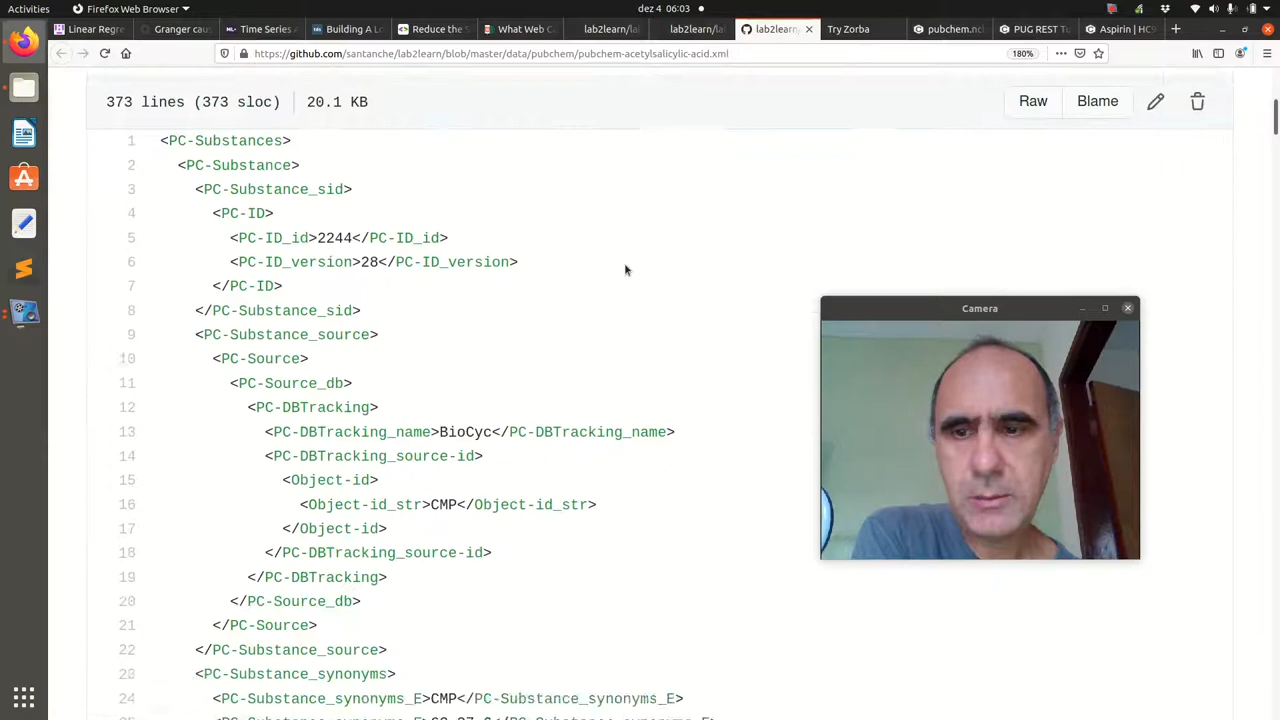 Activities
Firefox Web Browser
dez 4 06:03
Linear Regre
Granger caus
Time Series A
Building A Lo
Reduce the S
What Web C
lab2learn/la
lab2learn/la
lab2learn
Try Zorba
pubchem.nc
PUG REST Tu
Aspirin | HC9
https://github.com/santanche/lab2learn/blob/master/data/pubchem/pubchem-acetylsalicylic-acid.xml
180%
373 lines (373 sloc)
20.1 KB
Raw
Blame
1 <PC-Substances>
2 <PC-Substance>
3 <PC-Substance_sid>
4 <PC-ID>
5 <PC-ID_id>2244</PC-ID_id>
6 <PC-ID_version>28</PC-ID_version>
7 </PC-ID>
8 </PC-Substance_sid>
9 <PC-Substance_source>
10 <PC-Source>
11 <PC-Source_db>
12 <PC-DBTracking>
13 <PC-DBTracking_name>BioCyc</PC-DBTracking_name>
14 <PC-DBTracking_source-id>
15 <Object-id>
16 <Object-id_str>CMP</Object-id_str>
17 </Object-id>
18 </PC-DBTracking_source-id>
19 </PC-DBTracking>
20 </PC-Source_db>
21 </PC-Source>
22 </PC-Substance_source>
23 <PC-Substance_synonyms>
24 <PC-Substance_synonyms_E>CMP</PC-Substance_synonyms_E>
Camera